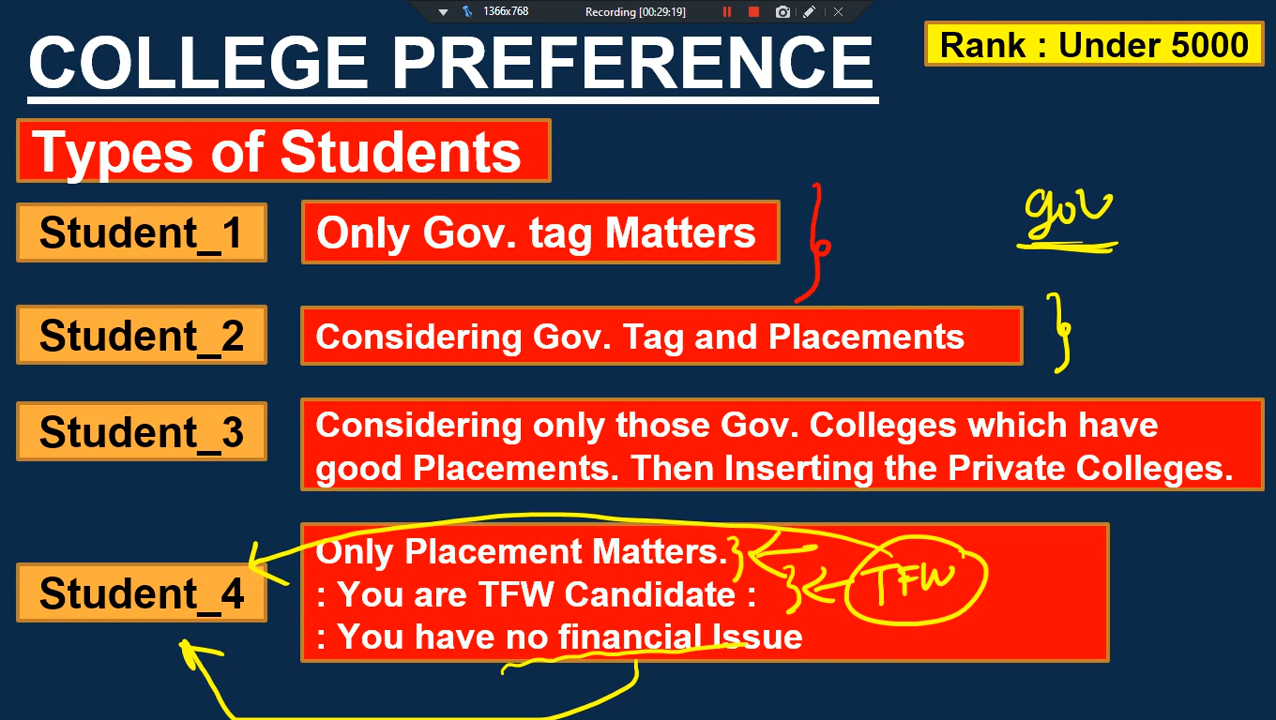 1366x768 Recording [00:29:19]
COLLEGE PREFERENCE
Rank : Under 5000
Types of Students
Student_1
Only Gov. tag Matters
gov
Student_2
Considering Gov. Tag and Placements
Student_3
Considering only those Gov. Colleges which have
good Placements. Then Inserting the Private Colleges.
Student_4
Only Placement Matters.
: You are TFW Candidate :
TFW
: You have no financial Issue